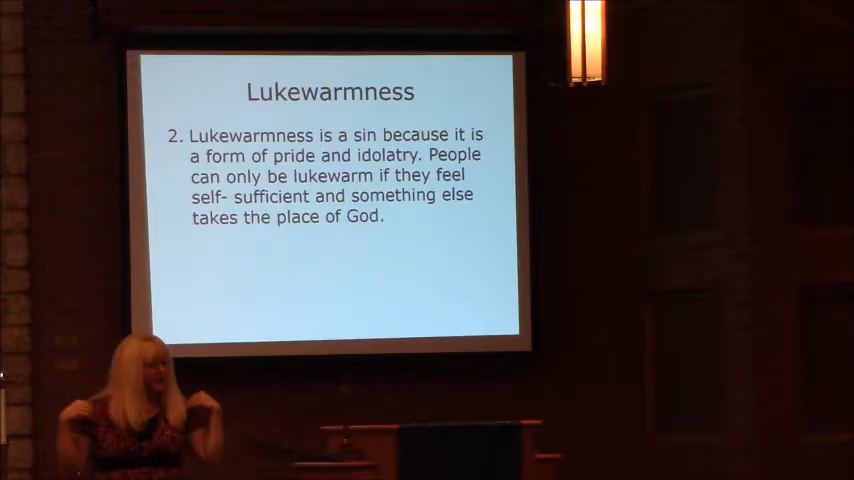 Lukewarmness
2. Lukewarmness is a sin because it is
a form of pride and idolatry. People
can only be lukewarm if they feel
self- sufficient and something else
takes the place of God.